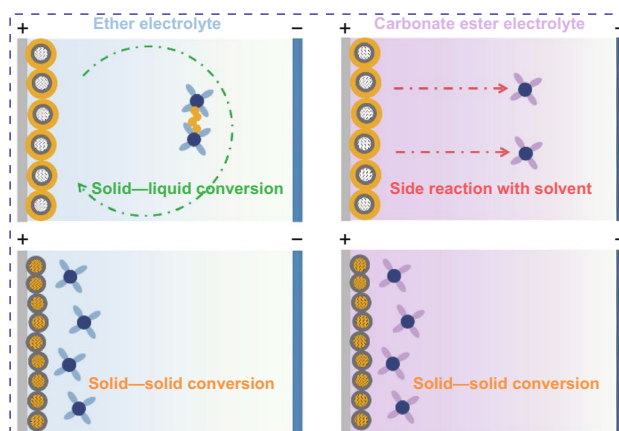 Ether electrolyte
Carbonate ester electrolyte
+ −
+ −
Solid—liquid conversion
Side reaction with solvent
+ −
+ −
Solid—solid conversion
Solid—solid conversion